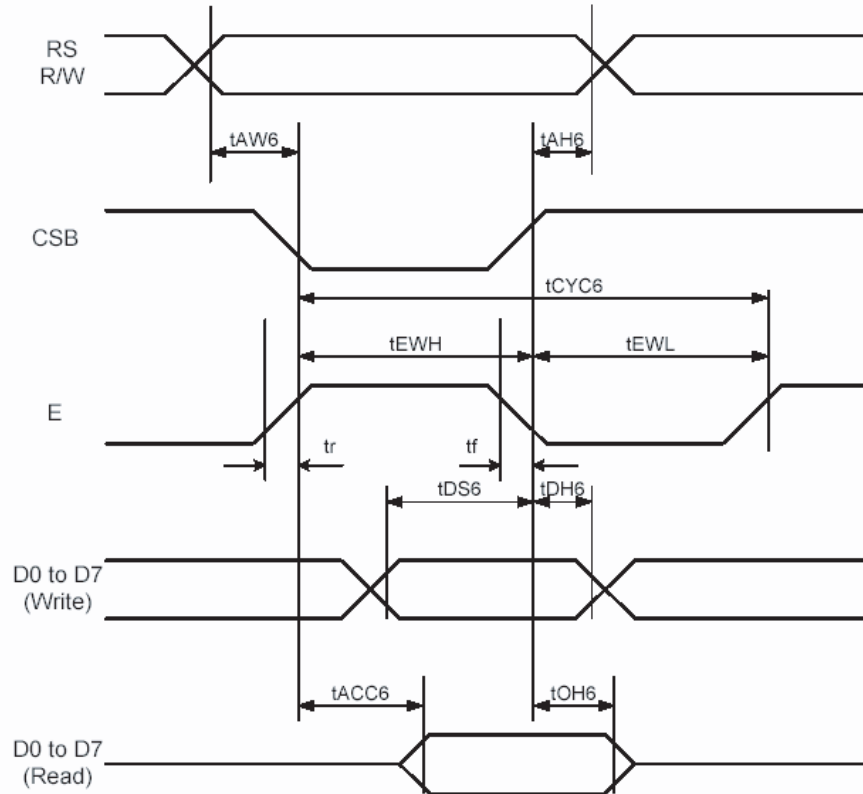 RS
R/W
tAW6
tAH6
CSB
tCYC6
tEWH
tEWL
E
tr
tf
tDS6
tDH6
D0 to D7
(Write)
tACC6
tOH6
D0 to D7
(Read)